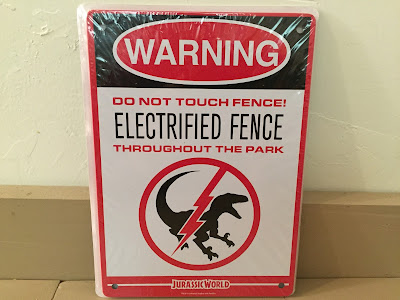 WARNING
DO NOT TOUCH FENCE!
ELECTRIFIED FENCE
THROUGHOUT THE PARK
JURASSIC WORLD